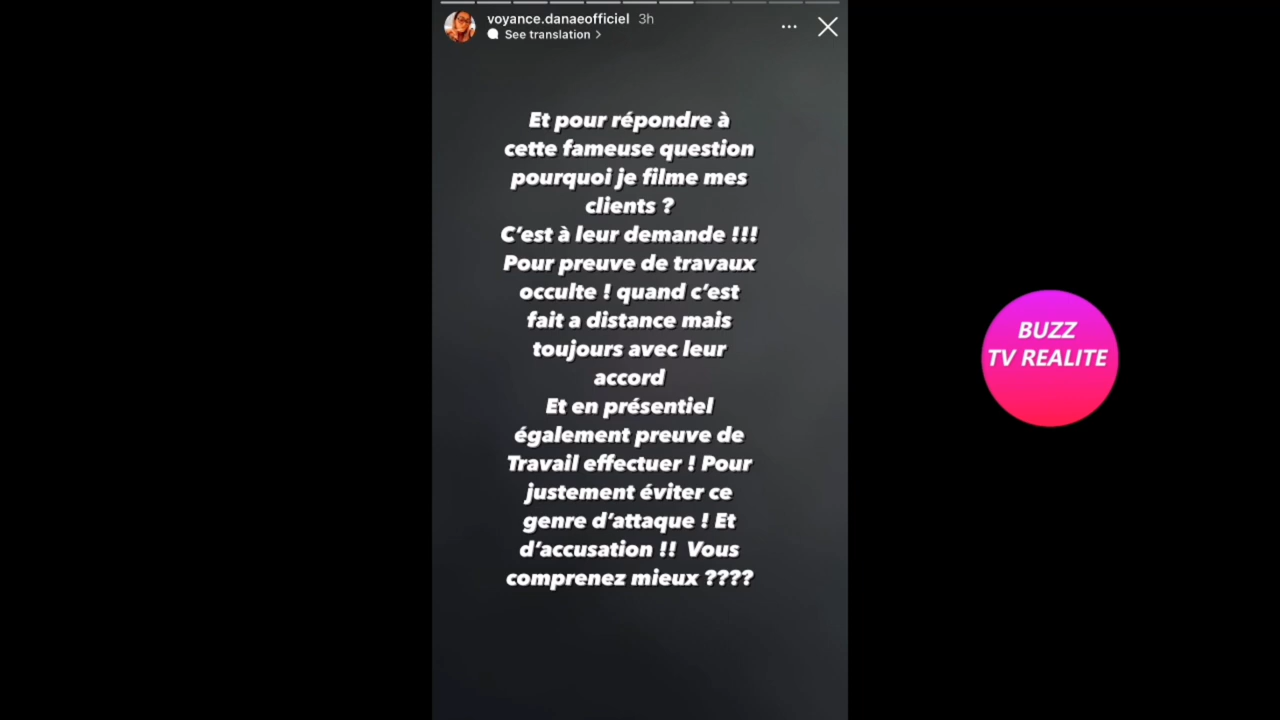 voyance.danaeofficiel 3h
See translation >
Et pour répondre à
cette fameuse question
pourquoi je filme mes
clients ?
C'est à leur demande !!!
Pour preuve de travaux
occulte ! quand c'est
fait a distance mais
toujours avec leur
accord
Et en présentiel
également preuve de
Travail effectuer ! Pour
justement éviter ce
genre d'attaque ! Et
d'accusation !! Vous
comprenez mieux ????
BUZZ
TV REALITE